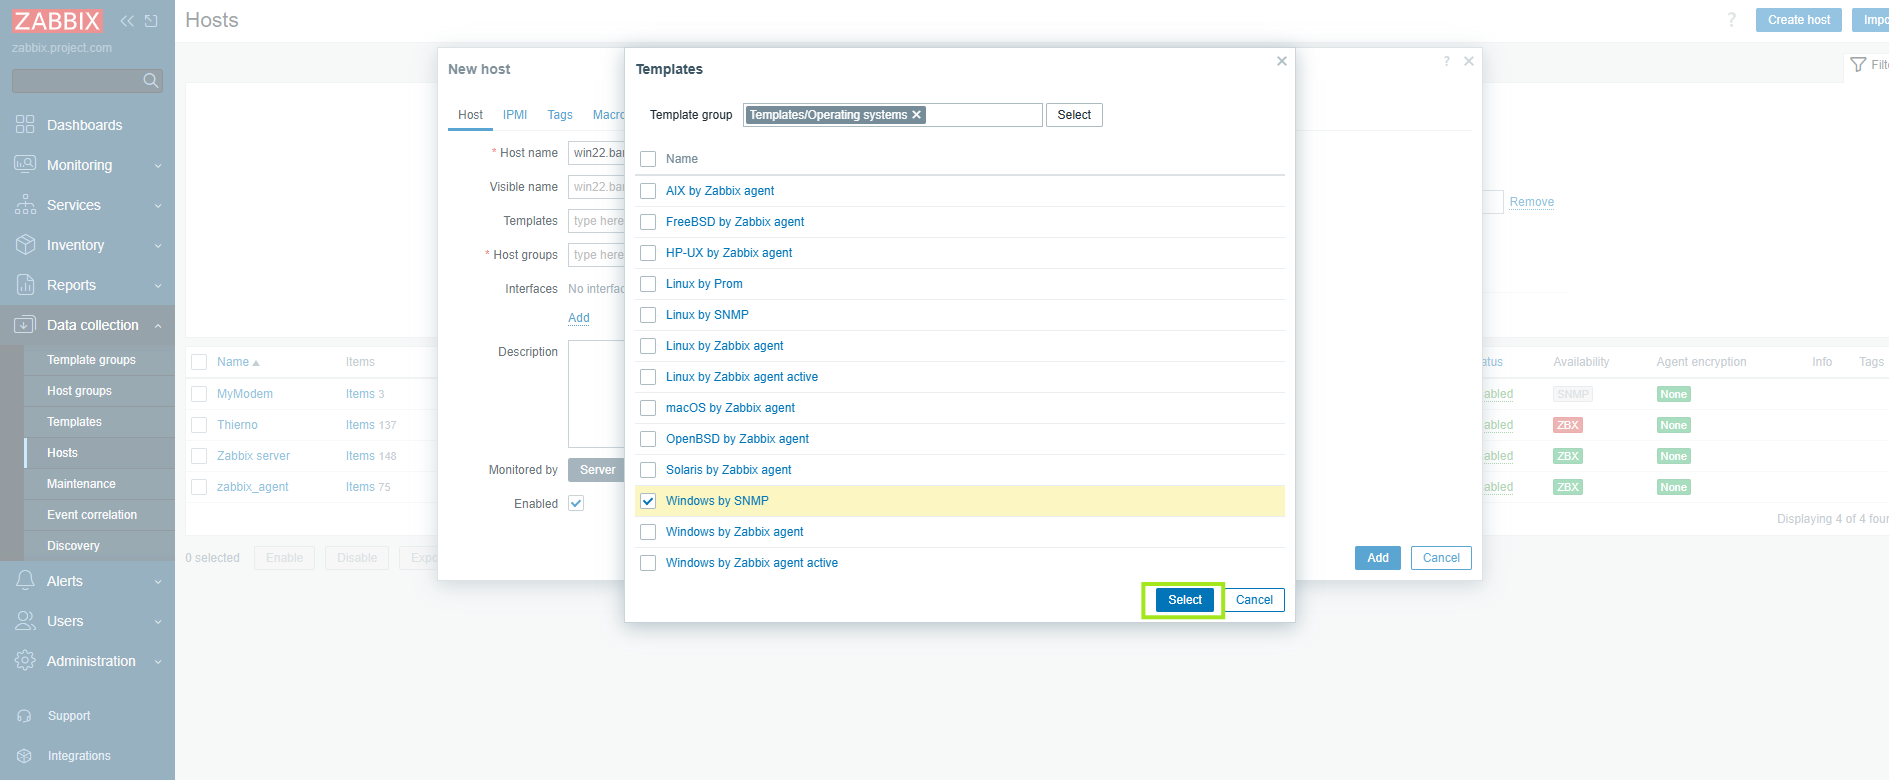 ZABBIX
zabbix.project.com
Dashboards
Monitoring
Services
Inventory
Reports
Data collection
Template groups
Host groups
Templates
Hosts
Maintenance
Event correlation
Discovery
Alerts
Users
Administration
Support
Integrations
Hosts
? Create host
Filte
New host
? ×
Host IPMI Tags Macro
* Host name win22.bar
Visible name win22.bar
Templates type here
* Host groups type here
Interfaces No interfac
Add
Description
Monitored by Server
Enabled
Add Cancel
Templates
×
Template group Templates/Operating systems × Select
Name
AIX by Zabbix agent
FreeBSD by Zabbix agent
HP-UX by Zabbix agent
Linux by Prom
Linux by SNMP
Linux by Zabbix agent
Linux by Zabbix agent active
macOS by Zabbix agent
OpenBSD by Zabbix agent
Solaris by Zabbix agent
Windows by SNMP
Windows by Zabbix agent
Windows by Zabbix agent active
Select Cancel
Remove
Name Items atus Availability Agent encryption Info Tags
MyModem Items 3 abled SNMP None
Thierno Items 137 abled ZBX None
Zabbix server Items 148 abled ZBX None
zabbix_agent Items 75 abled ZBX None
Displaying 4 of 4 foun
0 selected Enable Disable Expo